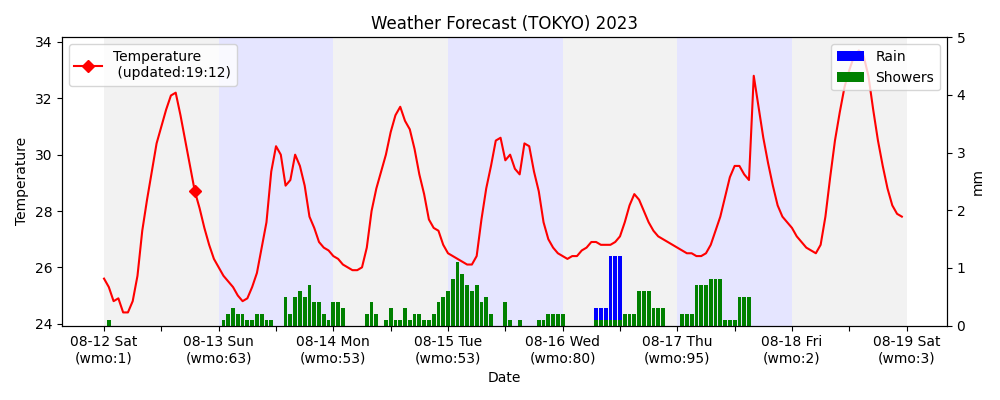 Weather Forecast (TOKYO) 2023
Temperature
(updated:19:12)
Rain
Showers
34
32
30
28
26
24
Temperature
5
4
3
2
1
0
mm
08-12 Sat 08-13 Sun 08-14 Mon 08-15 Tue 08-16 Wed 08-17 Thu 08-18 Fri 08-19 Sat
(wmo:1) (wmo:63) (wmo:53) (wmo:53) (wmo:80) (wmo:95) (wmo:2) (wmo:3)
Date